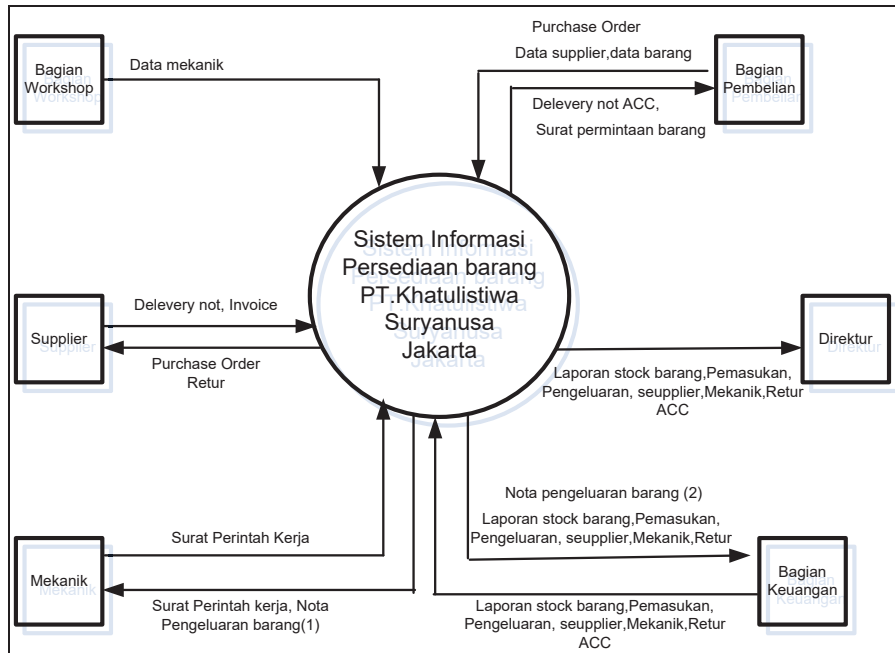 Bagian
Workshop
Data mekanik
Purchase Order
Data supplier,data barang
Bagian
Pembelian
Delevery not ACC,
Surat permintaan barang
Sistem Informasi
Persediaan barang
PT.Khatulistiwa
Suryanusa
Jakarta
Supplier
Delevery not, Invoice
Purchase Order
Retur
Direktur
Laporan stock barang,Pemasukan,
Pengeluaran, seupplier,Mekanik,Retur
ACC
Mekanik
Surat Perintah Kerja
Surat Perintah kerja, Nota
Pengeluaran barang(1)
Nota pengeluaran barang (2)
Laporan stock barang,Pemasukan,
Pengeluaran, seupplier,Mekanik,Retur
Bagian
Keuangan
Laporan stock barang,Pemasukan,
Pengeluaran, seupplier,Mekanik,Retur
ACC